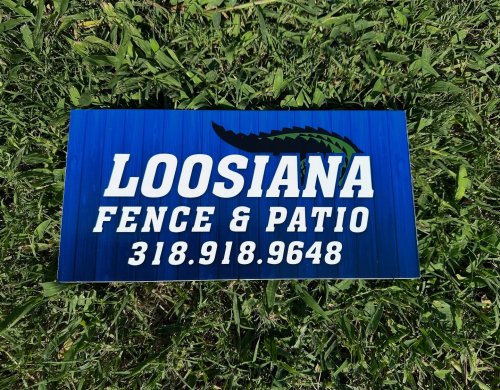 LOOSIANA
FENCE & PATIO
318.918.9648